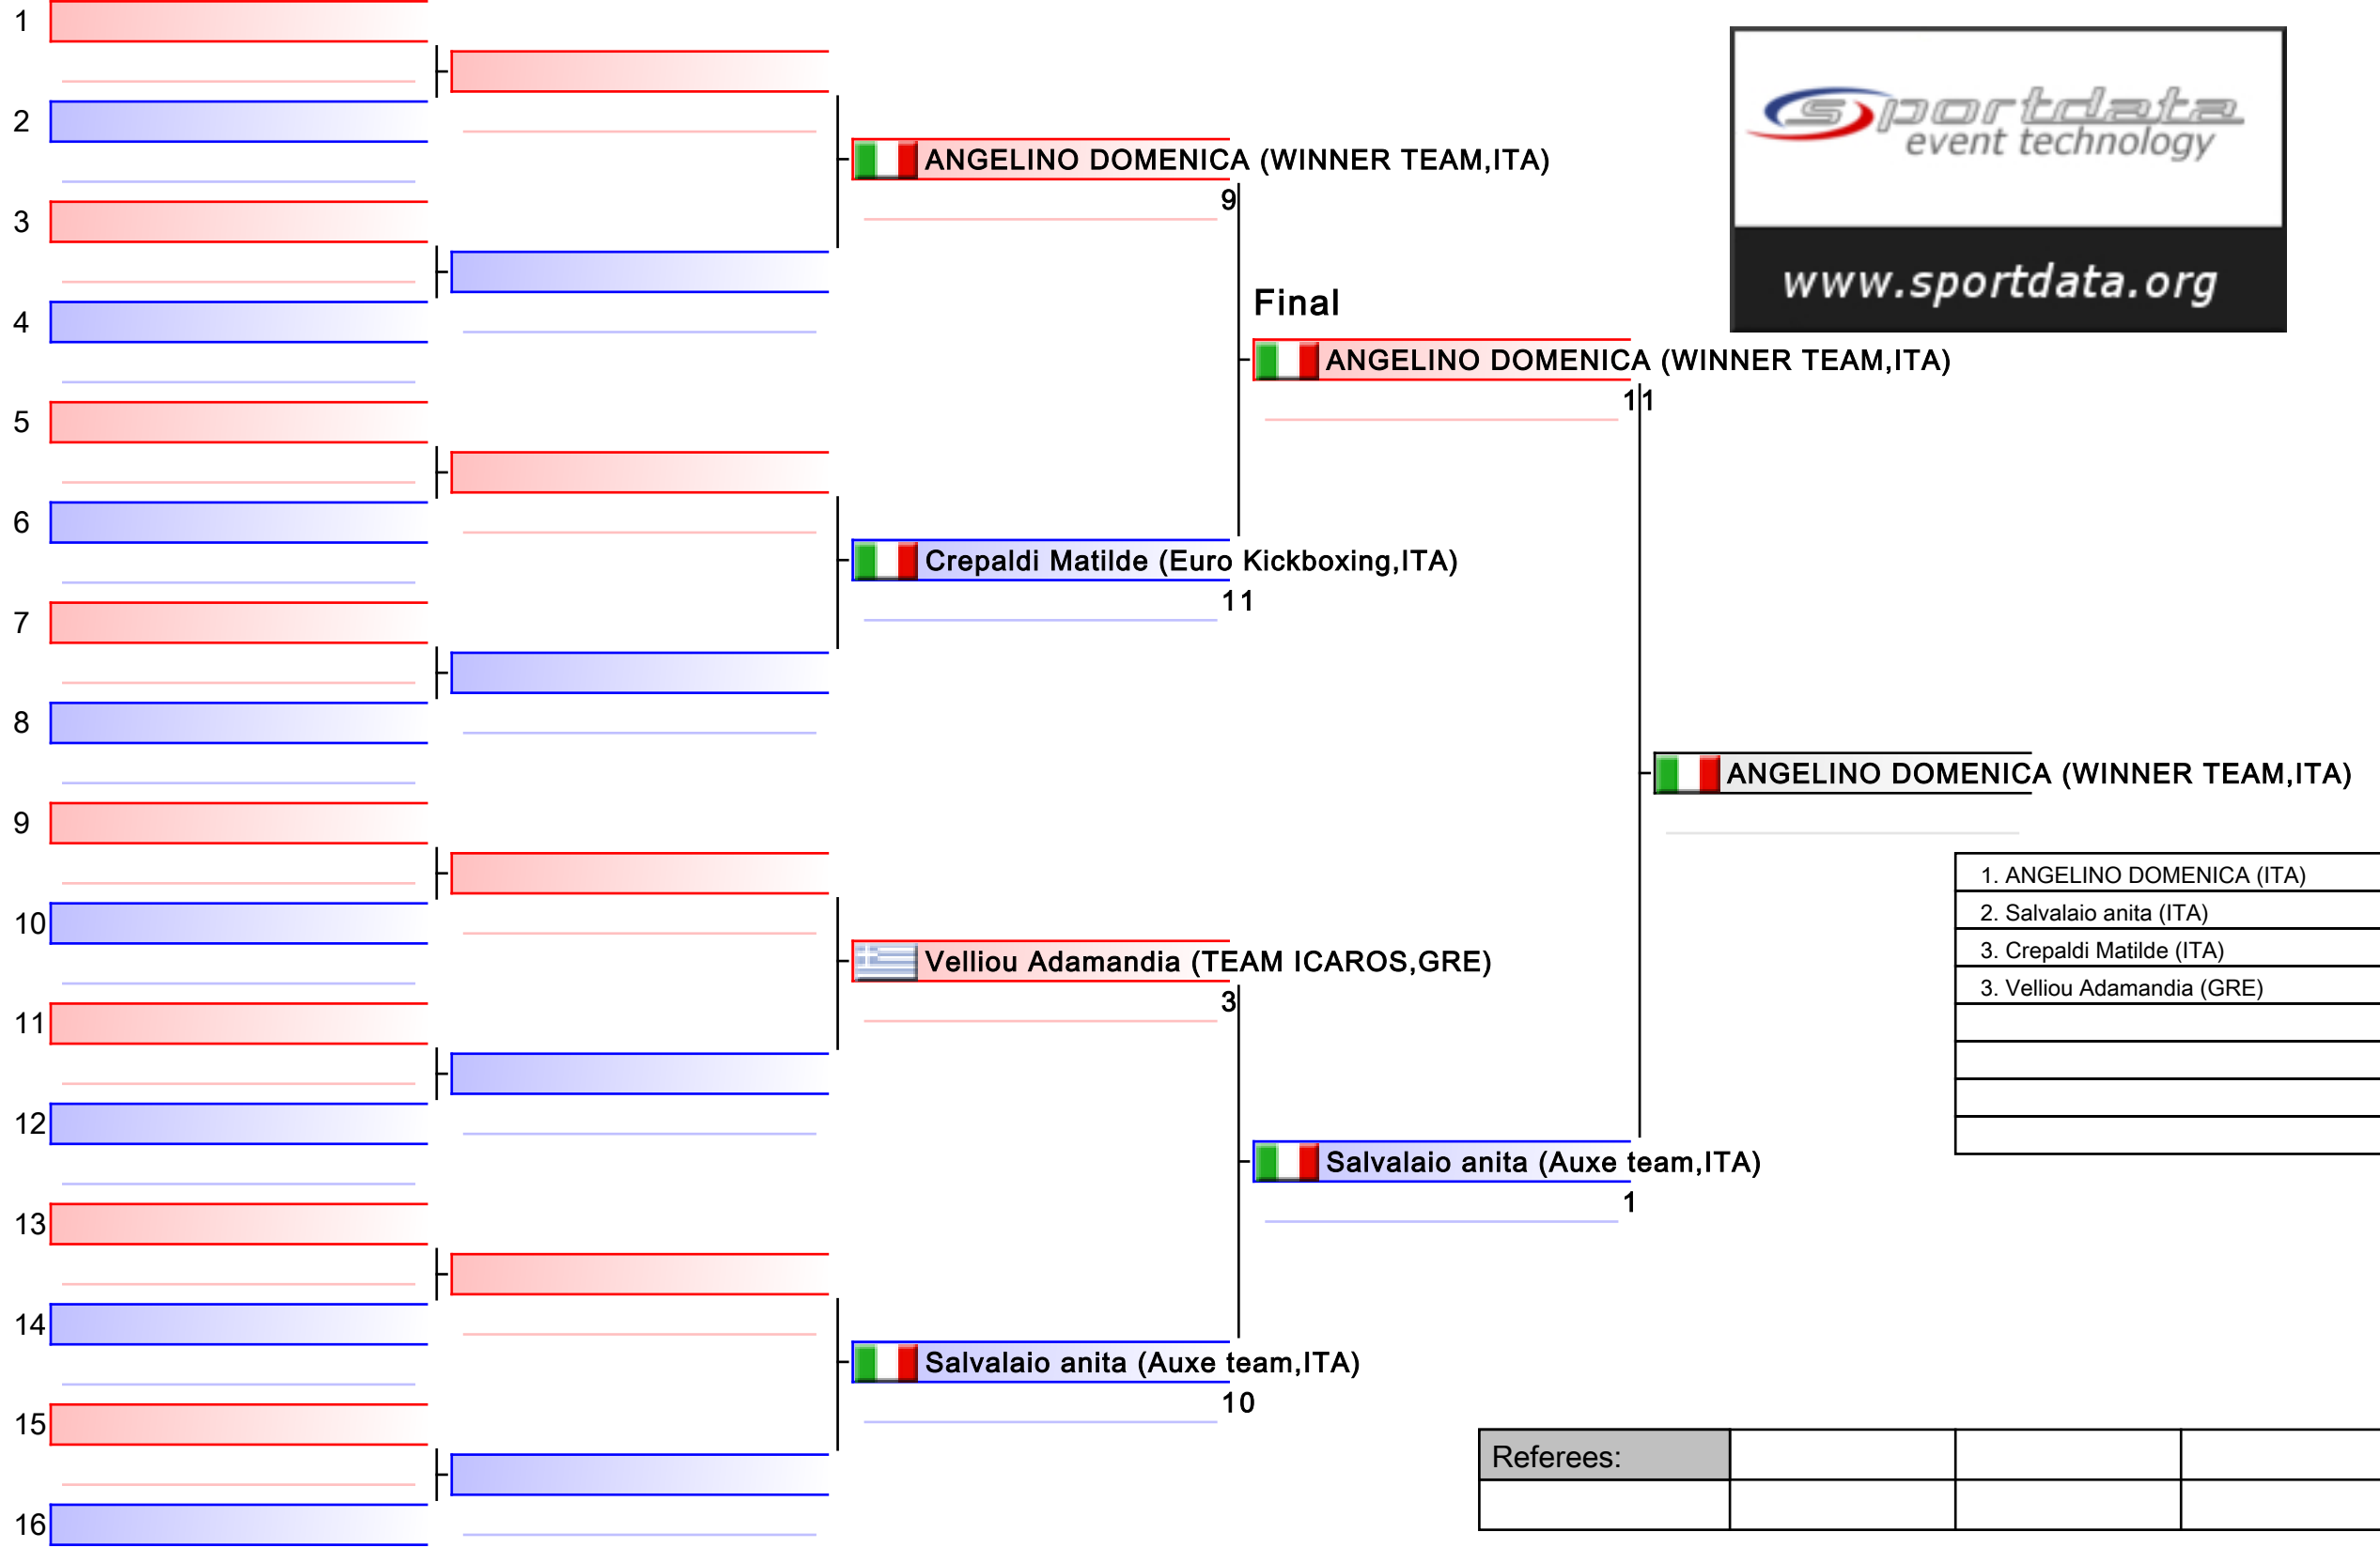 1
2
3
4
5
6
7
8
9
10
11
12
13
14
15
16
ANGELINO DOMENICA (WINNER TEAM,ITA)
9
Crepaldi Matilde (Euro Kickboxing,ITA)
11
Velliou Adamandia (TEAM ICAROS,GRE)
3
Salvalaio anita (Auxe team,ITA)
10
Final
ANGELINO DOMENICA (WINNER TEAM,ITA)
11
Salvalaio anita (Auxe team,ITA)
1
ANGELINO DOMENICA (WINNER TEAM,ITA)
sportdata
event technology
www.sportdata.org
1. ANGELINO DOMENICA (ITA)
2. Salvalaio anita (ITA)
3. Crepaldi Matilde (ITA)
3. Velliou Adamandia (GRE)
Referees: